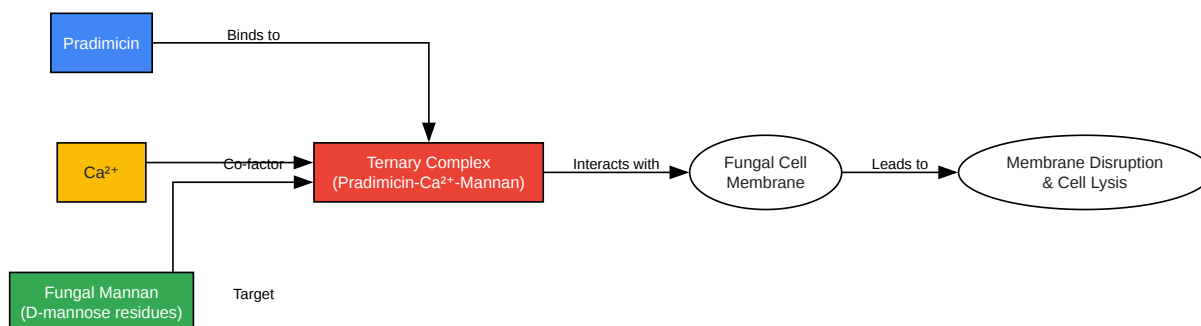 Pradimicin
Binds to
Ca²⁺
Co-factor
Ternary Complex
(Pradimicin-Ca²⁺-Mannan)
Interacts with
Fungal Cell
Membrane
Leads to
Membrane Disruption
& Cell Lysis
Fungal Mannan
(D-mannose residues)
Target